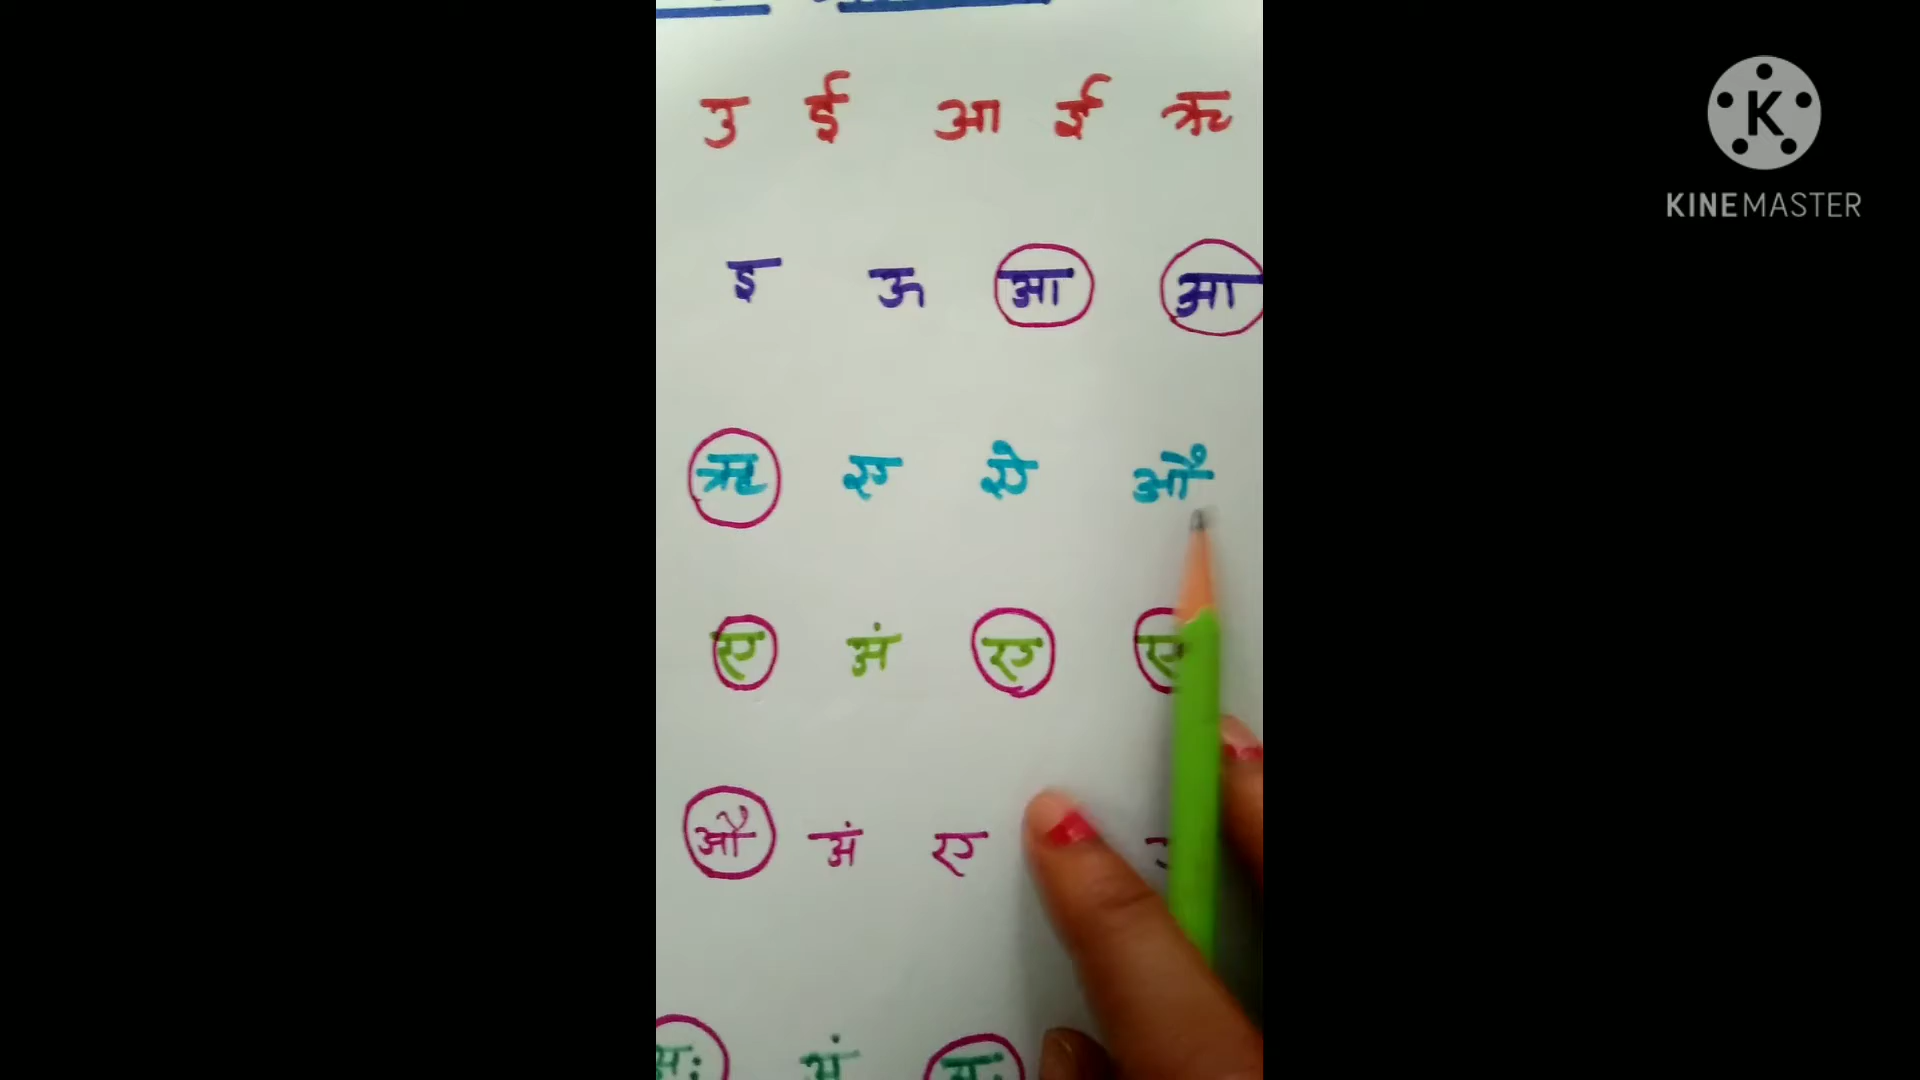 उ ई आ ई ऋ
इ ऊ आ आ
ऋ ए ऐ औ
ए अं ए ए
औ अं ए
अः अं अः
K
KINEMASTER